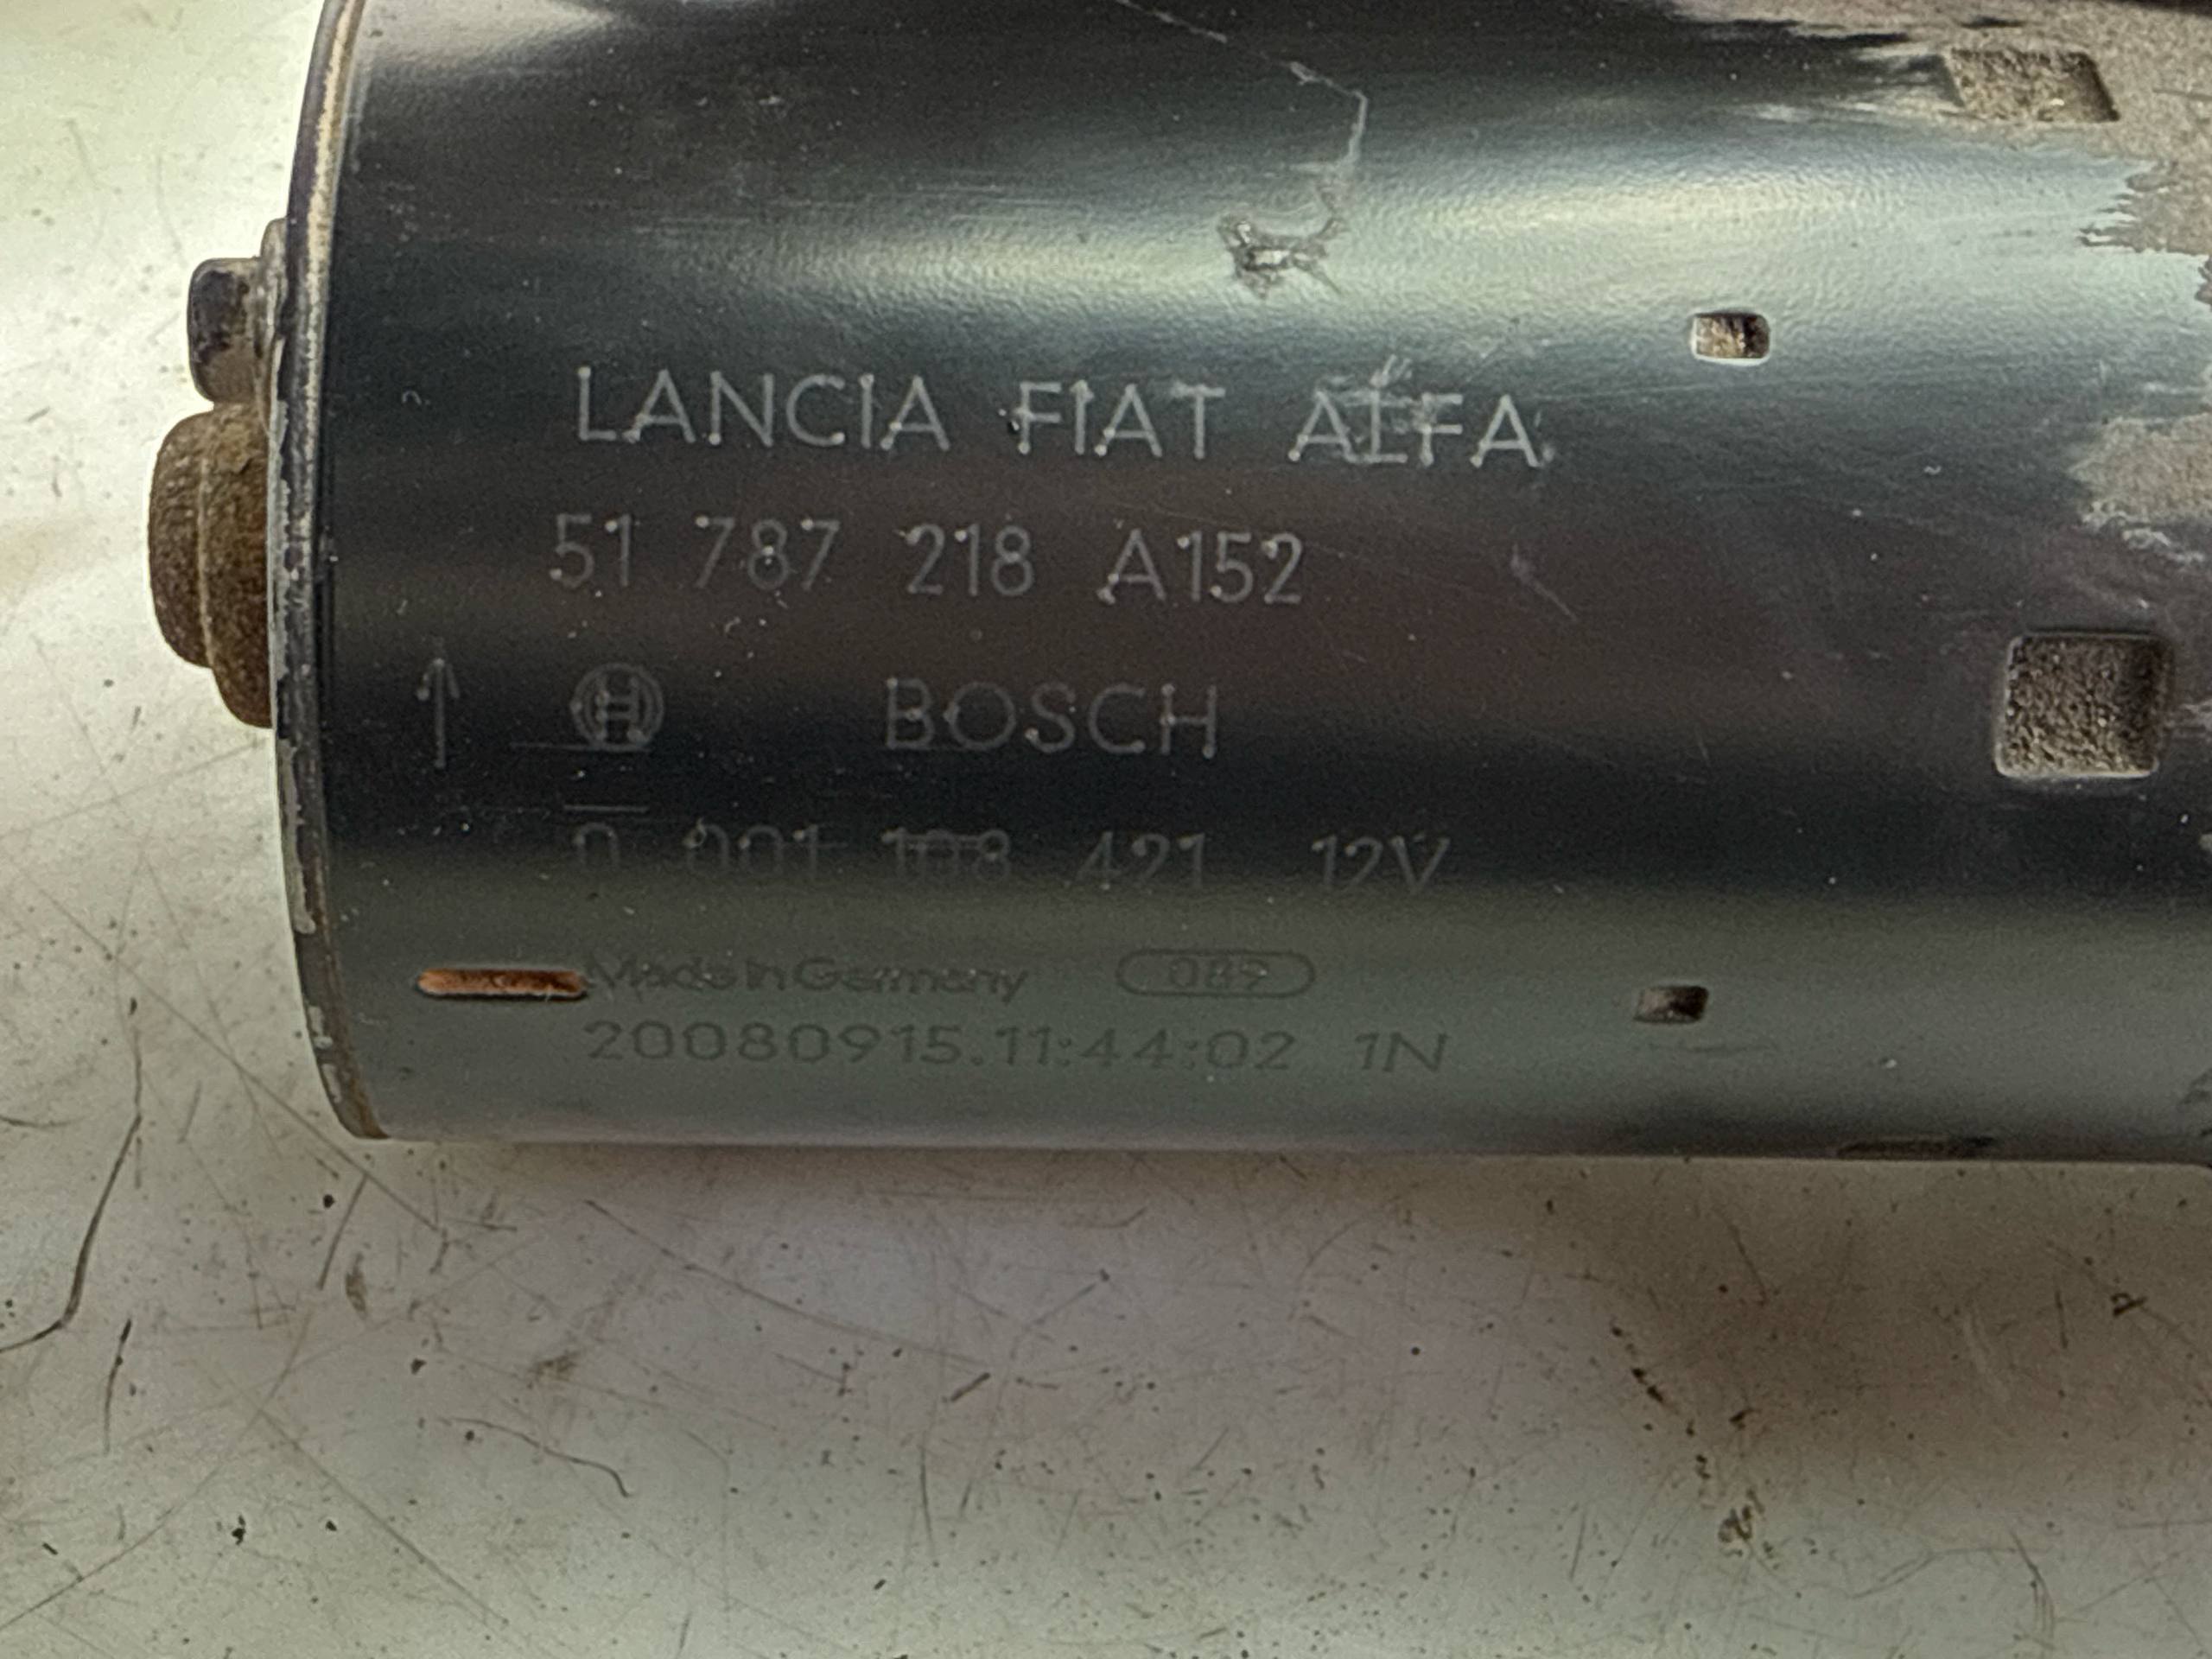 LANCIA FIAT ALFA
51 787 218 A152
BOSCH
0 001 108 421 12V
Made in Germany 089
20080915.11:44:02 1N